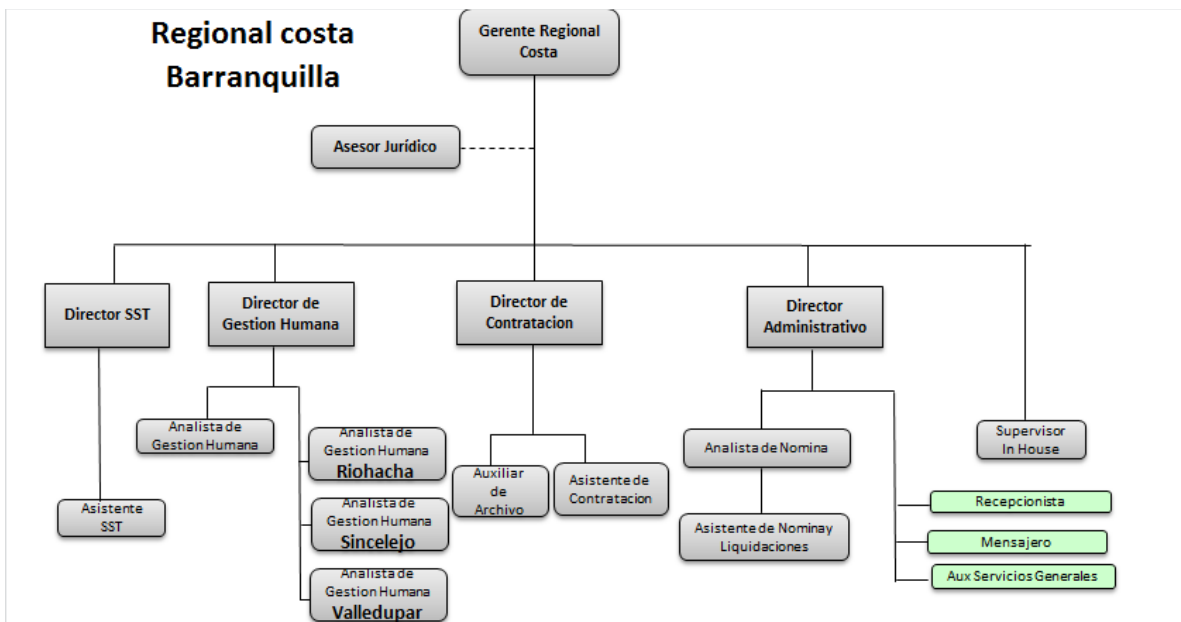 Regional costa
Barranquilla
Gerente Regional
Costa
Asesor Jurídico
Director SST
Director de
Gestion Humana
Director de
Contratacion
Director
Administrativo
Analista de
Gestion Humana
Analista de
Gestion Humana
Riohacha
Analista de
Gestion Humana
Sincelejo
Analista de
Gestion Humana
Valledupar
Asistente
SST
Auxiliar
de
Archivo
Asistente de
Contratacion
Analista de Nomina
Asistente de Nominay
Liquidaciones
Supervisor
In House
Recepcionista
Mensajero
Aux Servicios Generales